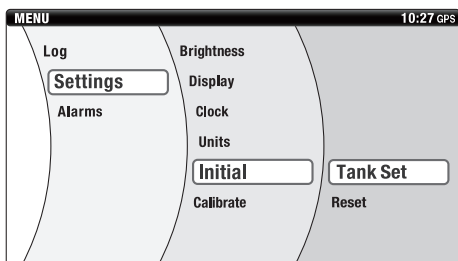 MENU 10:27 GPS
Log
Settings
Alarms
Brightness
Display
Clock
Units
Initial
Calibrate
Tank Set
Reset